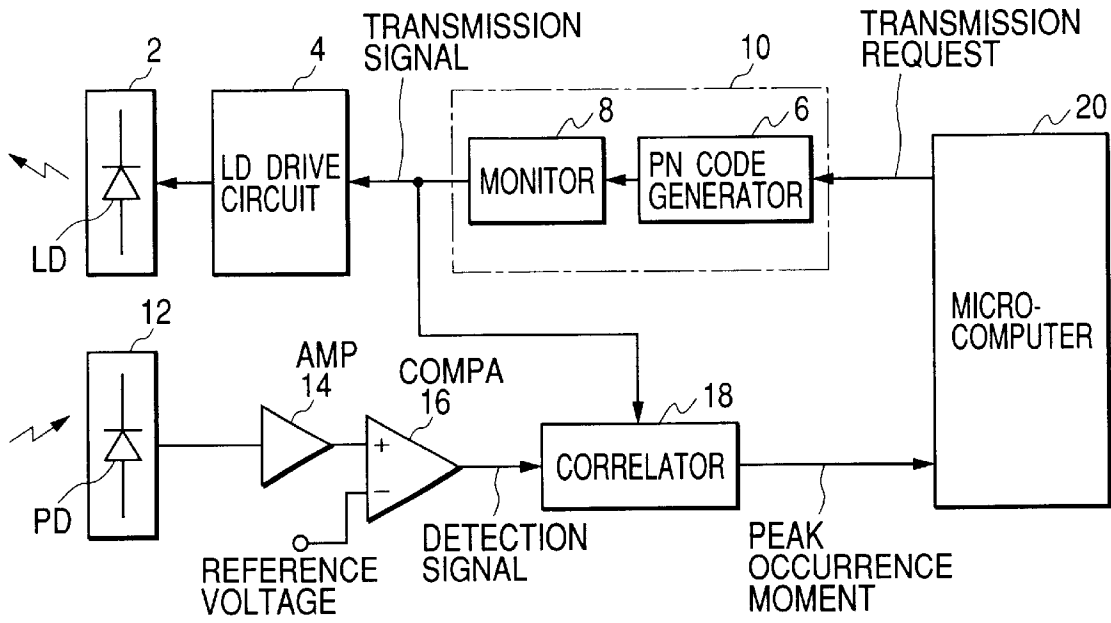 TRANSMISSION
SIGNAL
TRANSMISSION
REQUEST
2
4
10
8
6
20
LD DRIVE
CIRCUIT
MONITOR
PN CODE
GENERATOR
LD
MICRO-
COMPUTER
12
AMP
14
COMPA
16
18
+
−
CORRELATOR
PD
REFERENCE
VOLTAGE
DETECTION
SIGNAL
PEAK
OCCURRENCE
MOMENT